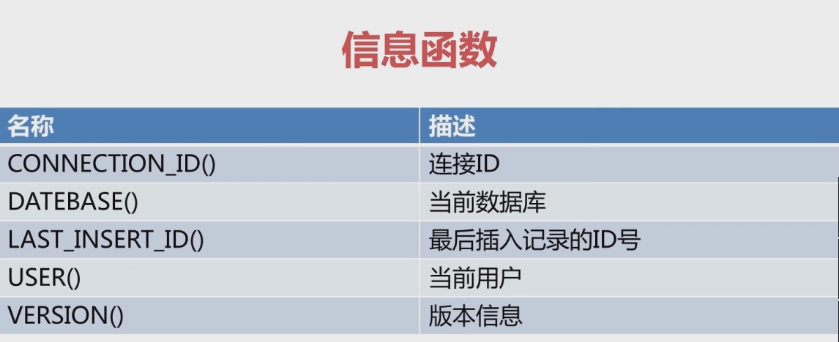 信息函数
名称 描述
CONNECTION_ID() 连接ID
DATEBASE() 当前数据库
LAST_INSERT_ID() 最后插入记录的ID号
USER() 当前用户
VERSION() 版本信息